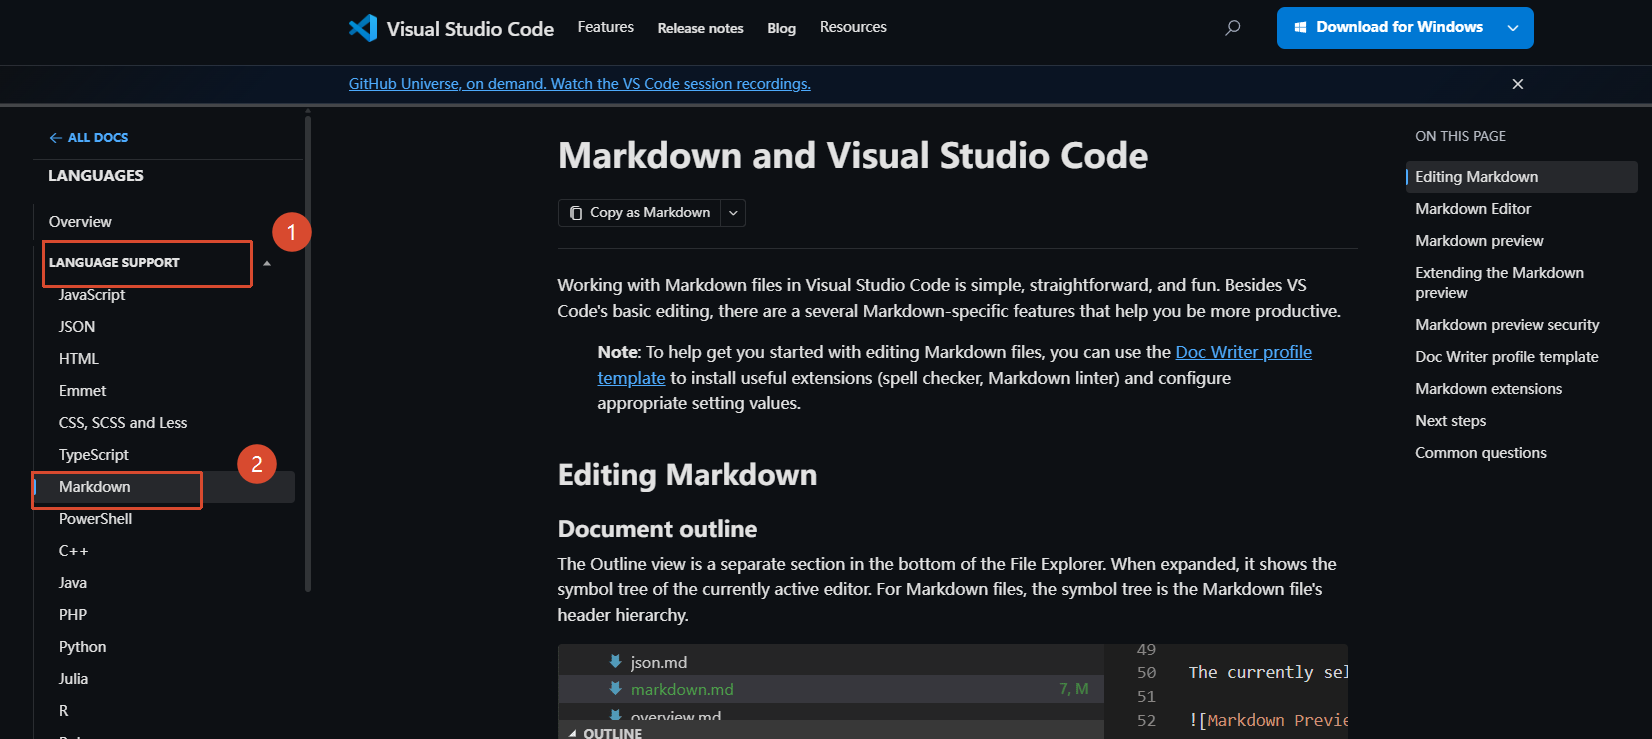 Visual Studio Code
Features
Release notes
Blog
Resources
Download for Windows
GitHub Universe, on demand. Watch the VS Code session recordings.
ALL DOCS
LANGUAGES
Overview
1
LANGUAGE SUPPORT
JavaScript
JSON
HTML
Emmet
CSS, SCSS and Less
TypeScript
2
Markdown
PowerShell
C++
Java
PHP
Python
Julia
R
Markdown and Visual Studio Code
Copy as Markdown
Working with Markdown files in Visual Studio Code is simple, straightforward, and fun. Besides VS
Code's basic editing, there are a several Markdown-specific features that help you be more productive.
Note: To help get you started with editing Markdown files, you can use the Doc Writer profile
template to install useful extensions (spell checker, Markdown linter) and configure
appropriate setting values.
Editing Markdown
Document outline
The Outline view is a separate section in the bottom of the File Explorer. When expanded, it shows the
symbol tree of the currently active editor. For Markdown files, the symbol tree is the Markdown file's
header hierarchy.
json.md
markdown.md 7, M
overview.md
OUTLINE
49
50 The currently sel
51
52 ![Markdown Previe
ON THIS PAGE
Editing Markdown
Markdown Editor
Markdown preview
Extending the Markdown
preview
Markdown preview security
Doc Writer profile template
Markdown extensions
Next steps
Common questions